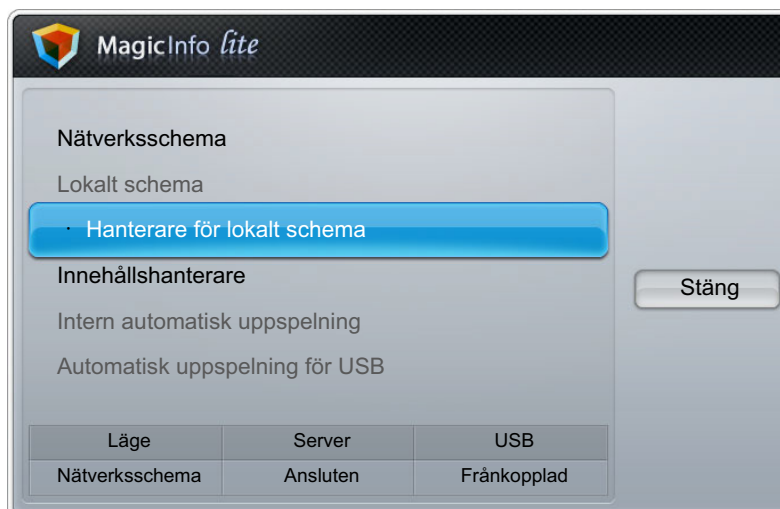 MagicInfo lite
Nätverksschema
Lokalt schema
· Hanterare för lokalt schema
Innehållshanterare
Stäng
Intern automatisk uppspelning
Automatisk uppspelning för USB
Läge Server USB
Nätverksschema Ansluten Frånkopplad